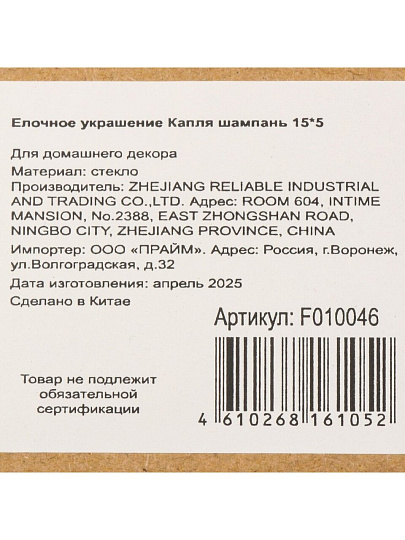 Елочное украшение Капля шампань 15*5
Для домашнего декора
Материал: стекло
Производитель: ZHEJIANG RELIABLE INDUSTRIAL
AND TRADING CO.,LTD. Адрес: ROOM 604, INTIME
MANSION, No.2388, EAST ZHONGSHAN ROAD,
NINGBO CITY, ZHEJIANG PROVINCE, CHINA
Импортер: ООО «ПРАЙМ». Адрес: Россия, г.Воронеж,
ул.Волгоградская, д.32
Дата изготовления: апрель 2025
Сделано в Китае
Артикул: F010046
Товар не подлежит
обязательной
сертификации
4 610268 161052